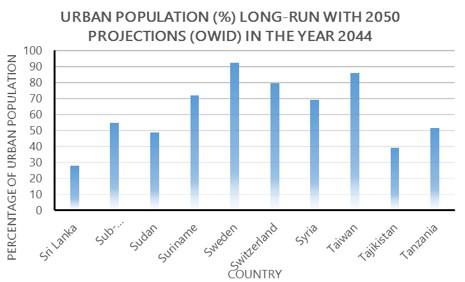 URBAN POPULATION (%) LONG-RUN WITH 2050
PROJECTIONS (OWID) IN THE YEAR 2044
PERCENTAGE OF URBAN POPULATION
100
90
80
70
60
50
40
30
20
10
0
Sri Lanka
Sub-...
Sudan
Suriname
Sweden
Switzerland
Syria
Taiwan
Tajikistan
Tanzania
COUNTRY